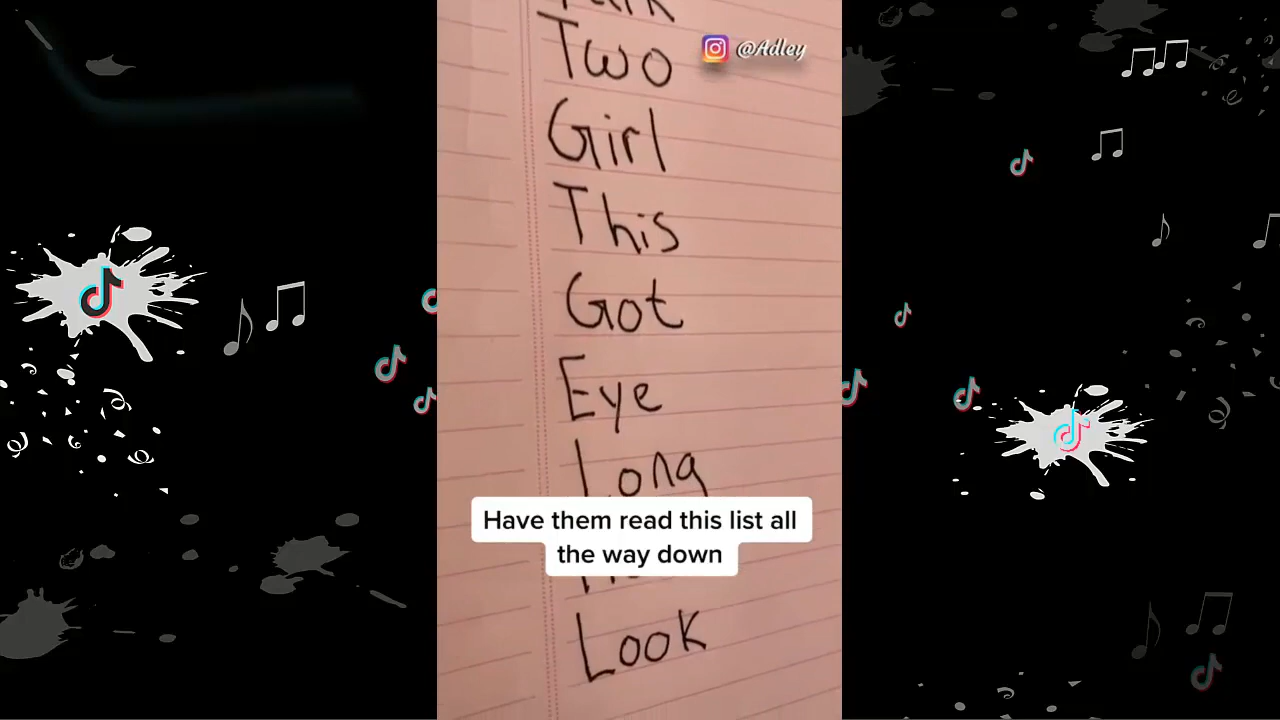 Two
@Adley
Girl
This
Got
Eye
Long
Have them read this list all
the way down
Look